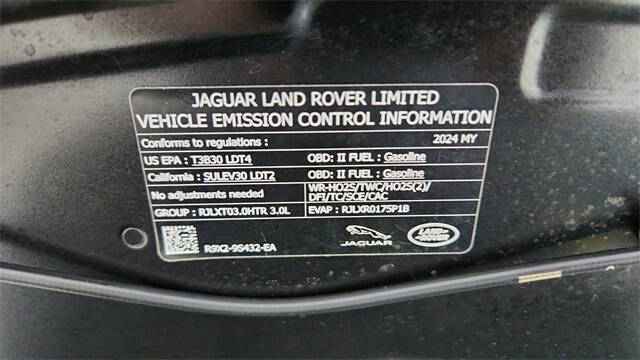 JAGUAR LAND ROVER LIMITED
VEHICLE EMISSION CONTROL INFORMATION
Conforms to regulations : 2024 MY
US EPA : T3B30 LDT4 OBD: II FUEL : Gasoline
California : SULEV30 LDT2 OBD: II FUEL : Gasoline
No adjustments needed WR-HO2S/TWC/HO2S(2)/
DFI/TC/SCE/CAC
GROUP : RJLXT03.0HTR 3.0L EVAP : RJLXR0175P1B
R9X2-9S432-EA JAGUAR LAND-ROVER